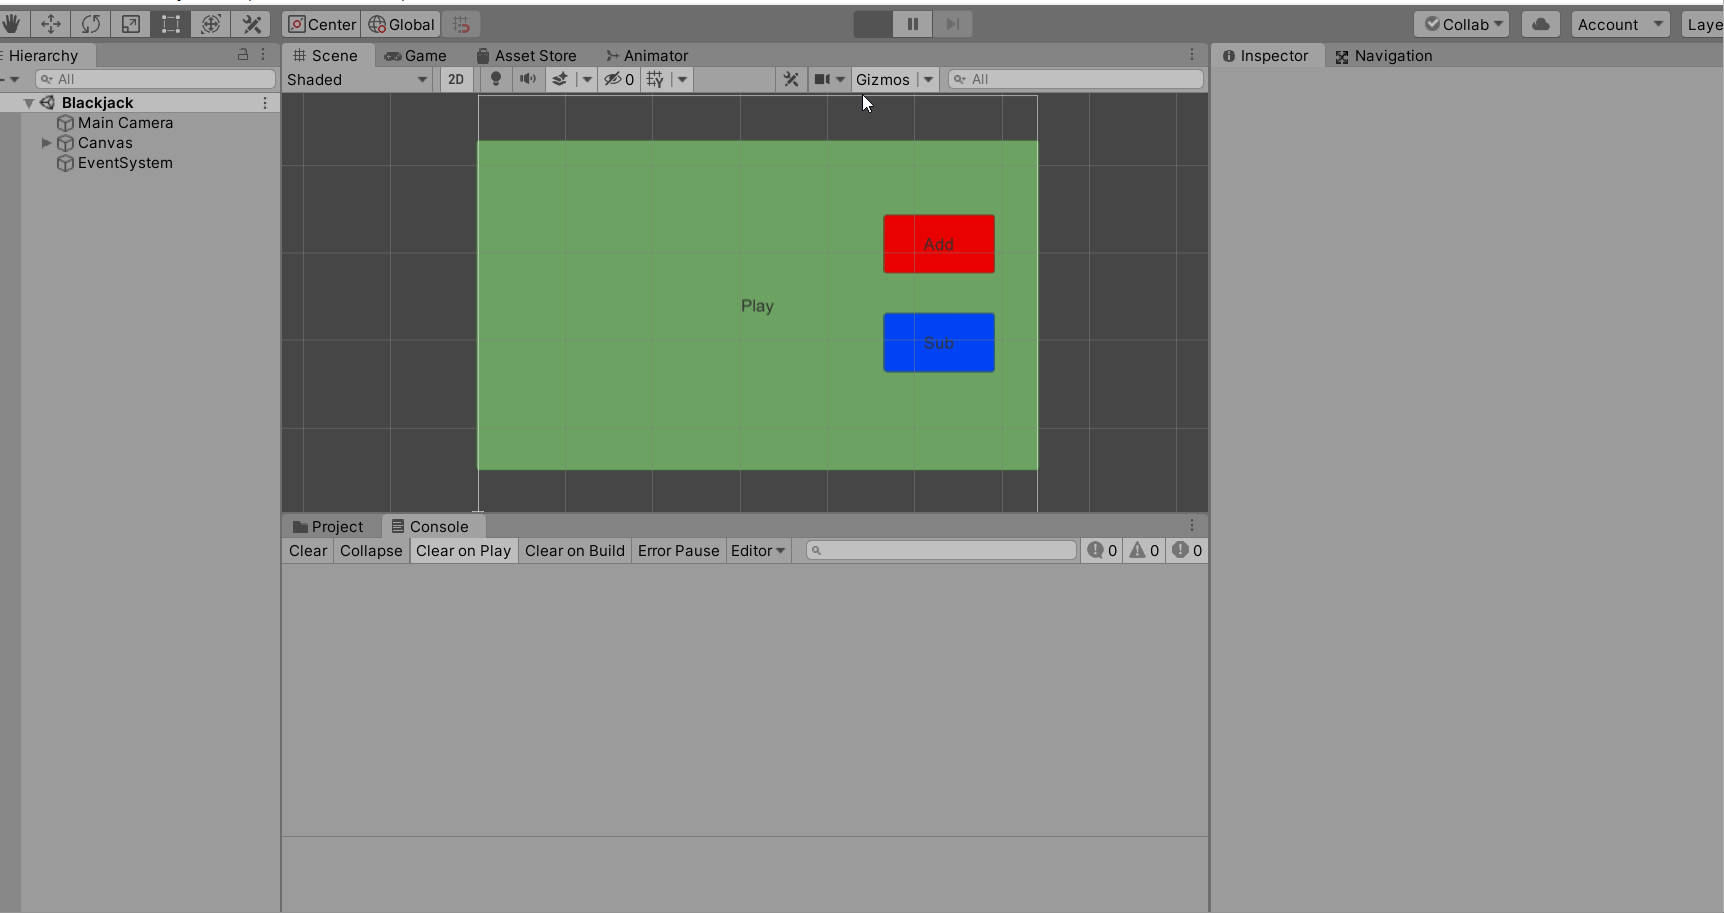 Center Global Collab Account Laye
Hierarchy Scene Game Asset Store Animator Inspector Navigation
All Shaded 2D 0 Gizmos All
Blackjack
Main Camera
Canvas
EventSystem
Add
Play
Sub
Project Console
Clear Collapse Clear on Play Clear on Build Error Pause Editor 0 0 0